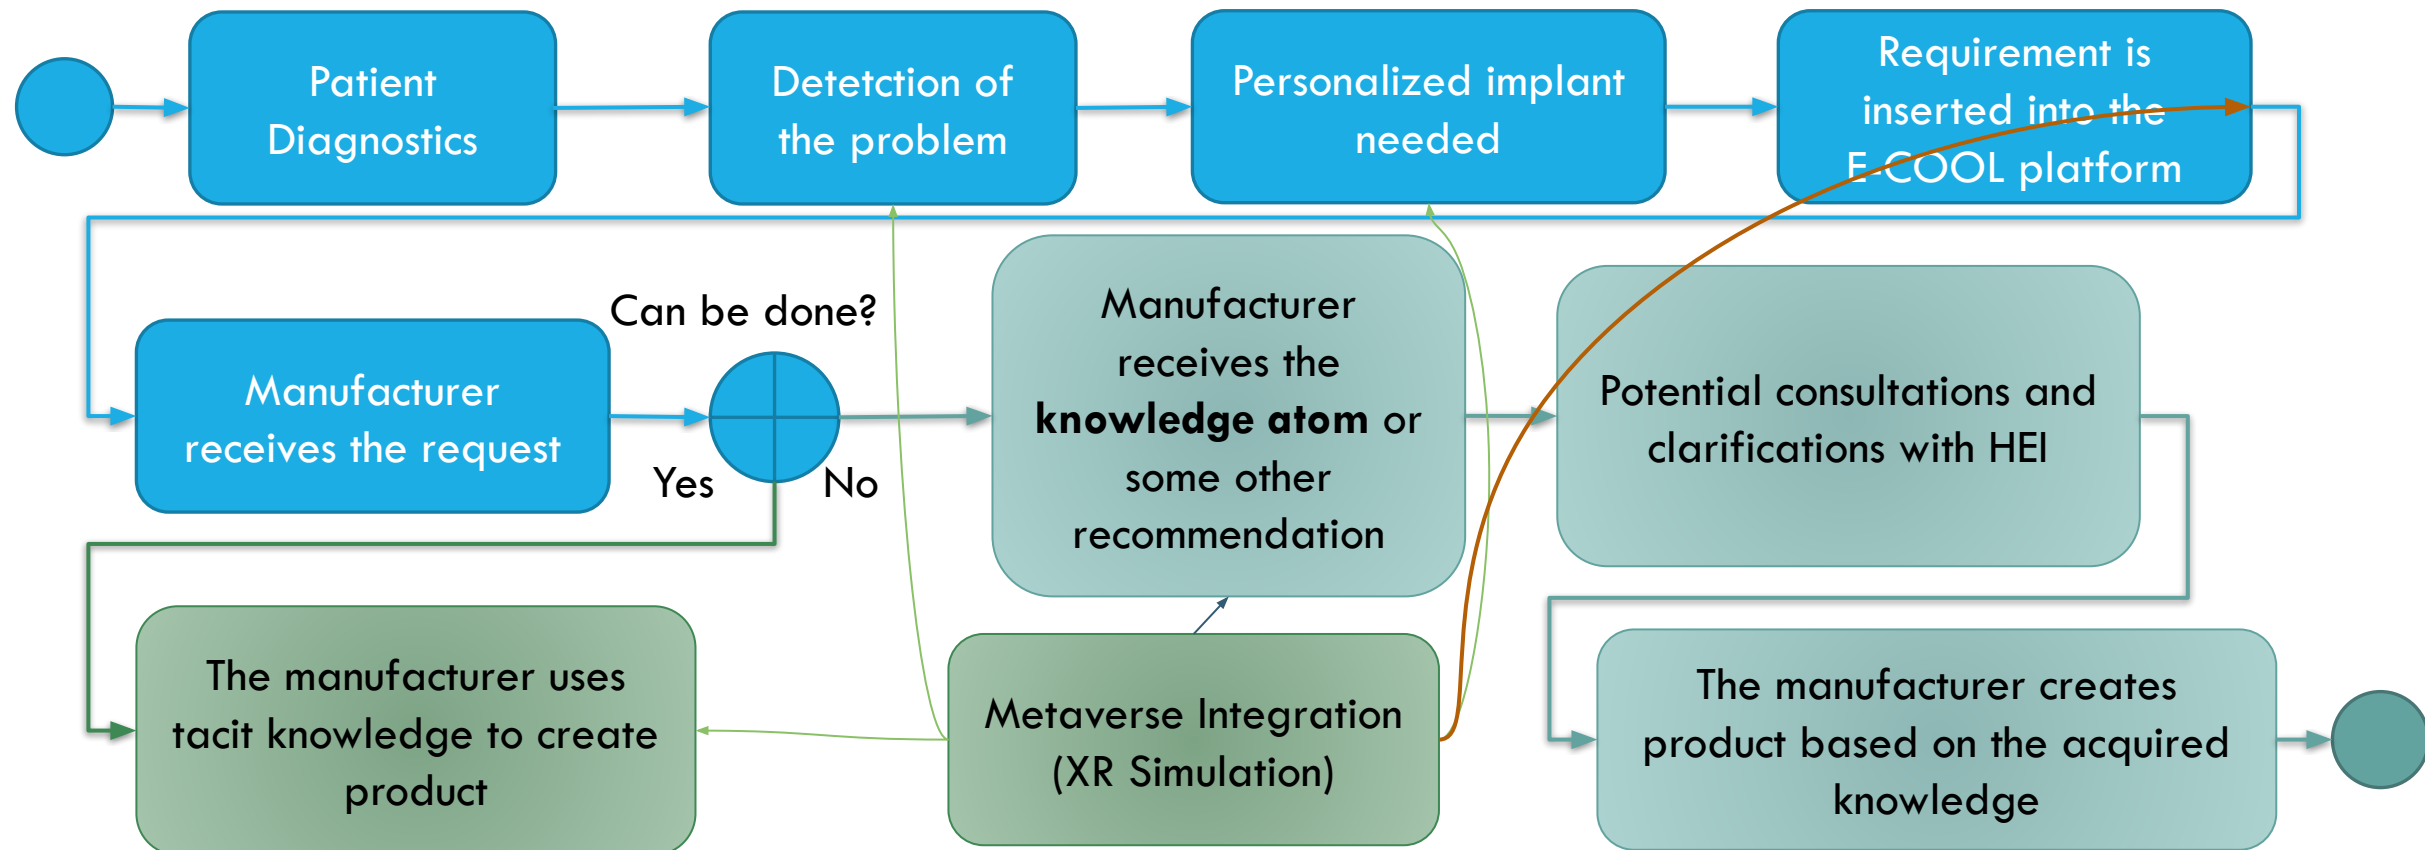 Patient
Diagnostics
Detetction of
the problem
Personalized implant
needed
Requirement is
inserted into the
E-COOL platform
Manufacturer
receives the request
Can be done?
Yes
No
Manufacturer
receives the
knowledge atom or
some other
recommendation
Potential consultations and
clarifications with HEI
The manufacturer uses
tacit knowledge to create
product
Metaverse Integration
(XR Simulation)
The manufacturer creates
product based on the acquired
knowledge